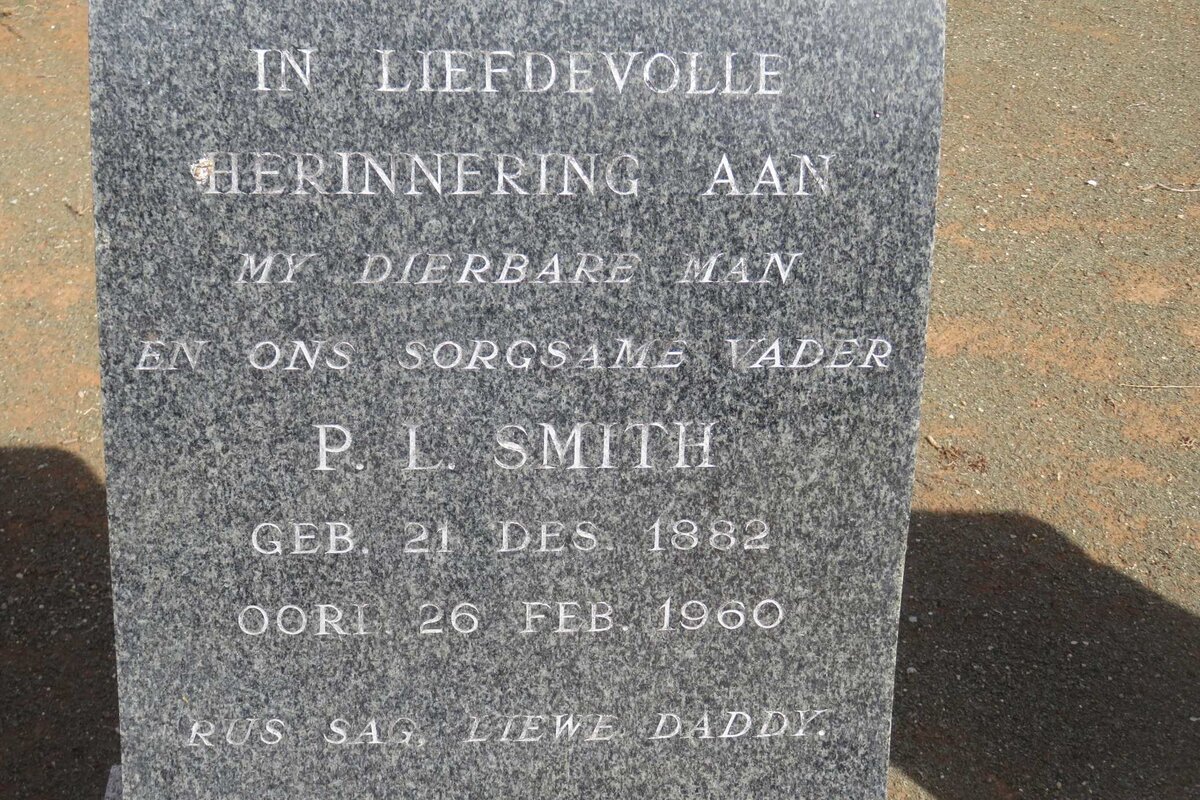 IN LIEFDEVOLLE
HERINNERING AAN
MY DIERBARE MAN
EN ONS SORGSAME VADER
P. L. SMITH
GEB. 21 DES. 1882
OORL. 26 FEB. 1960
RUS SAG, LIEWE DADDY.